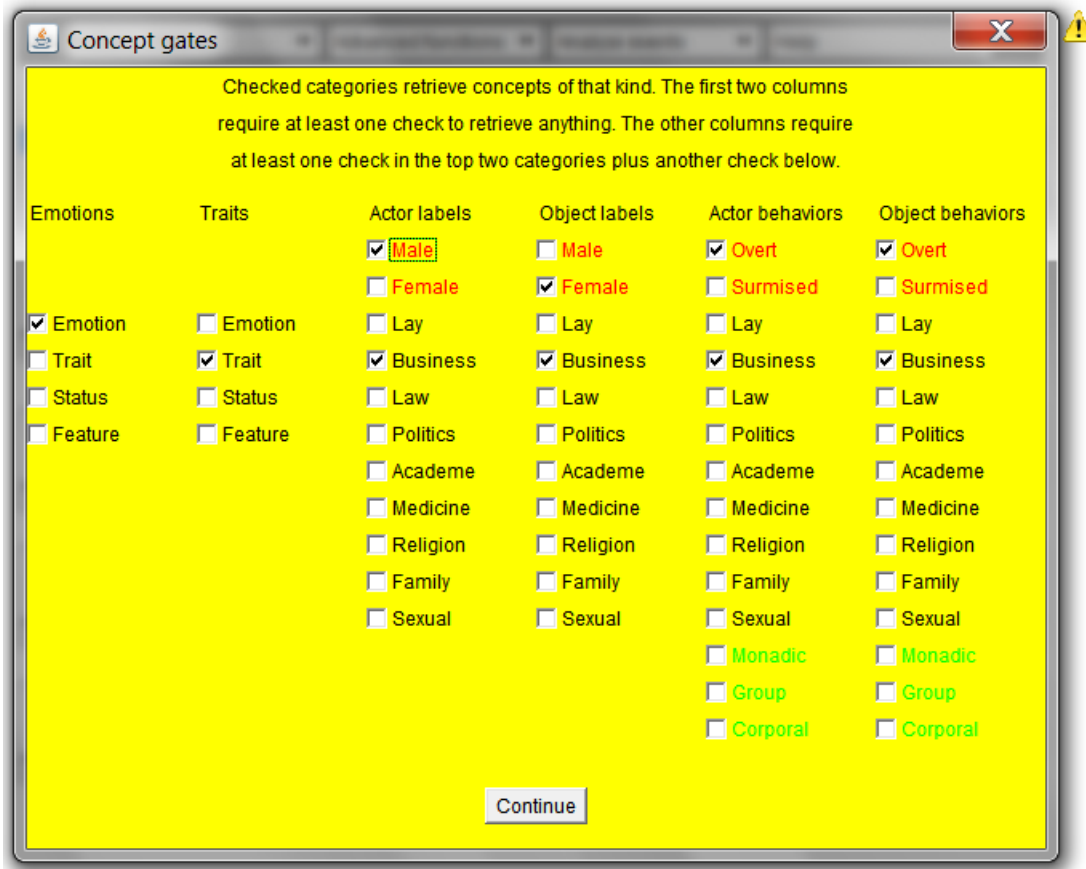 Concept gates
Checked categories retrieve concepts of that kind. The first two columns
require at least one check to retrieve anything. The other columns require
at least one check in the top two categories plus another check below.
Emotions Traits Actor labels Object labels Actor behaviors Object behaviors
Male Male Overt Overt
Female Female Surmised Surmised
Emotion Emotion Lay Lay Lay Lay
Trait Trait Business Business Business Business
Status Status Law Law Law Law
Feature Feature Politics Politics Politics Politics
Academe Academe Academe Academe
Medicine Medicine Medicine Medicine
Religion Religion Religion Religion
Family Family Family Family
Sexual Sexual Sexual Sexual
Monadic Monadic
Group Group
Corporal Corporal
Continue